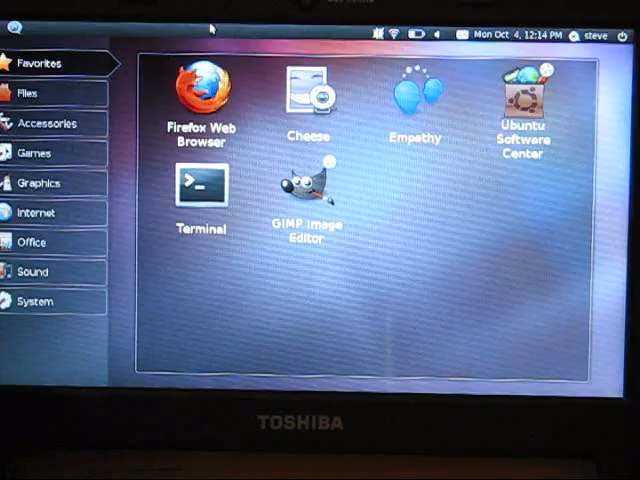 Mon Oct 4, 12:14 PM steve
Favorites
Files
Accessories
Games
Graphics
Internet
Office
Sound
System
Firefox Web
Browser
Cheese
Empathy
Ubuntu
Software
Center
Terminal
GIMP Image
Editor
TOSHIBA